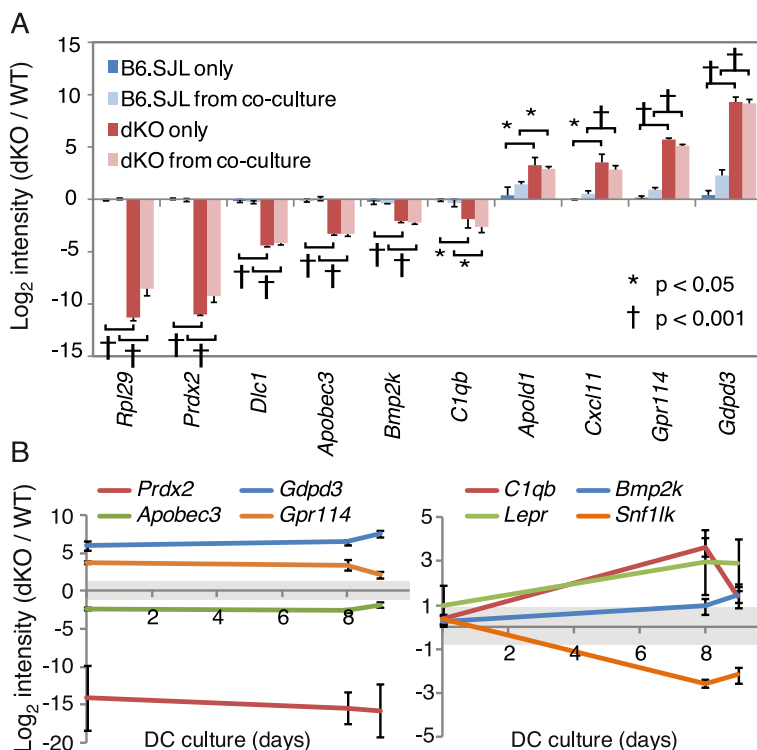 A
Log2 intensity (dKO / WT)
15
10
5
0
-5
-10
-15
B6.SJL only
B6.SJL from co-culture
dKO only
dKO from co-culture
* * * † † † † †
† † † † † † † † * *
* p < 0.05
† p < 0.001
Rpl29 Prdx2 Dlc1 Apobec3 Bmp2k C1qb Apold1 Cxcl11 Gpr114 Gdpd3
B
Log2 intensity (dKO / WT)
Prdx2 Gdpd3
Apobec3 Gpr114
10
5
0
-5
-10
-15
-20
2 4 6 8
DC culture (days)
C1qb Bmp2k
Lepr Snf1lk
5
3
1
-1
-3
-5
2 4 6 8
DC culture (days)